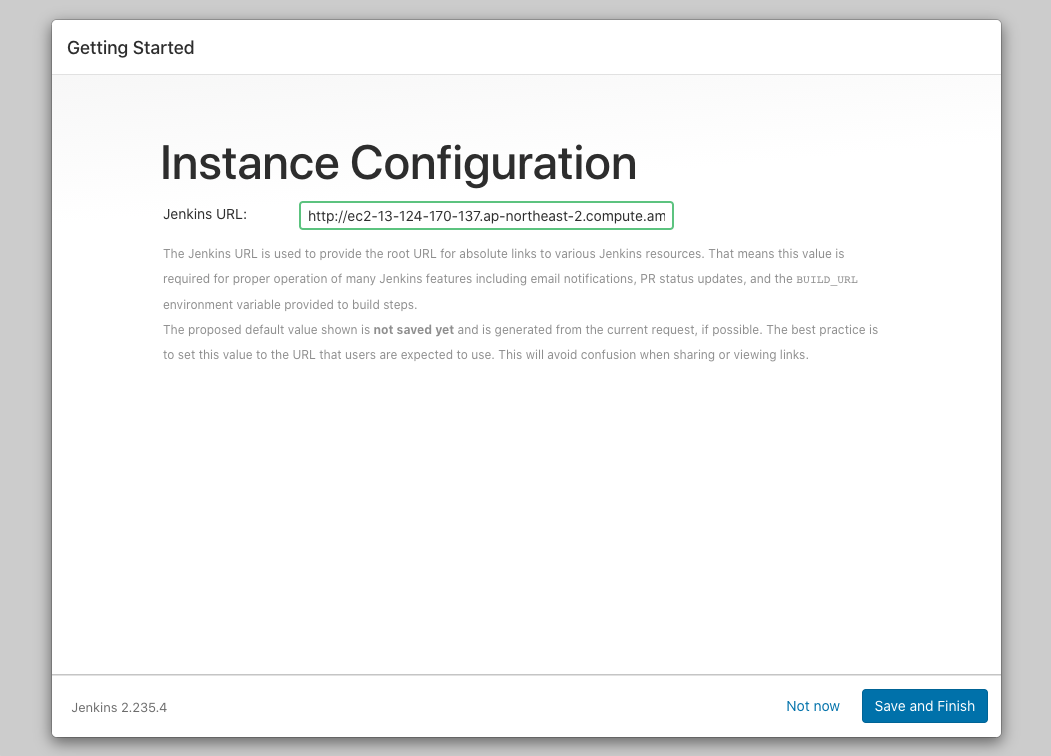 Getting Started
Instance Configuration
Jenkins URL: http://ec2-13-124-170-137.ap-northeast-2.compute.am
The Jenkins URL is used to provide the root URL for absolute links to various Jenkins resources. That means this value is
required for proper operation of many Jenkins features including email notifications, PR status updates, and the BUILD_URL
environment variable provided to build steps.
The proposed default value shown is not saved yet and is generated from the current request, if possible. The best practice is
to set this value to the URL that users are expected to use. This will avoid confusion when sharing or viewing links.
Jenkins 2.235.4 Not now Save and Finish